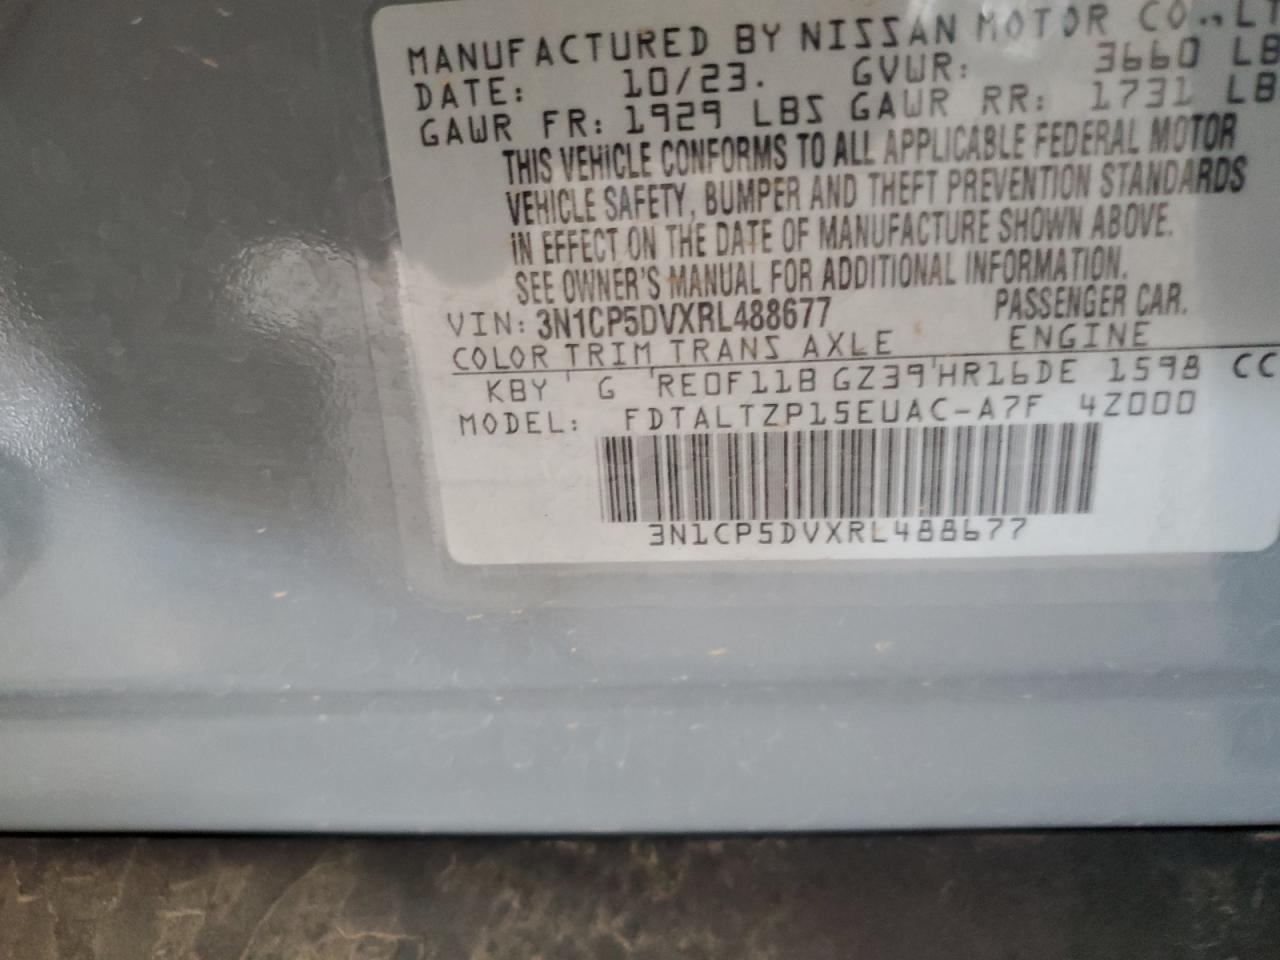 MANUFACTURED BY NISSAN MOTOR CO., LT
DATE: 10/23. GVWR: 3660 LB
GAWR FR: 1929 LBS GAWR RR: 1731 LB
THIS VEHICLE CONFORMS TO ALL APPLICABLE FEDERAL MOTOR
VEHICLE SAFETY, BUMPER AND THEFT PREVENTION STANDARDS
IN EFFECT ON THE DATE OF MANUFACTURE SHOWN ABOVE.
SEE OWNER'S MANUAL FOR ADDITIONAL INFORMATION.
VIN: 3N1CP5DVXRL488677 PASSENGER CAR.
COLOR TRIM TRANS AXLE ENGINE
KBY G RE0F11B GZ39 HR16DE 1598 CC
MODEL: FDTALTZP15EUAC-A7F 4Z000
3N1CP5DVXRL488677